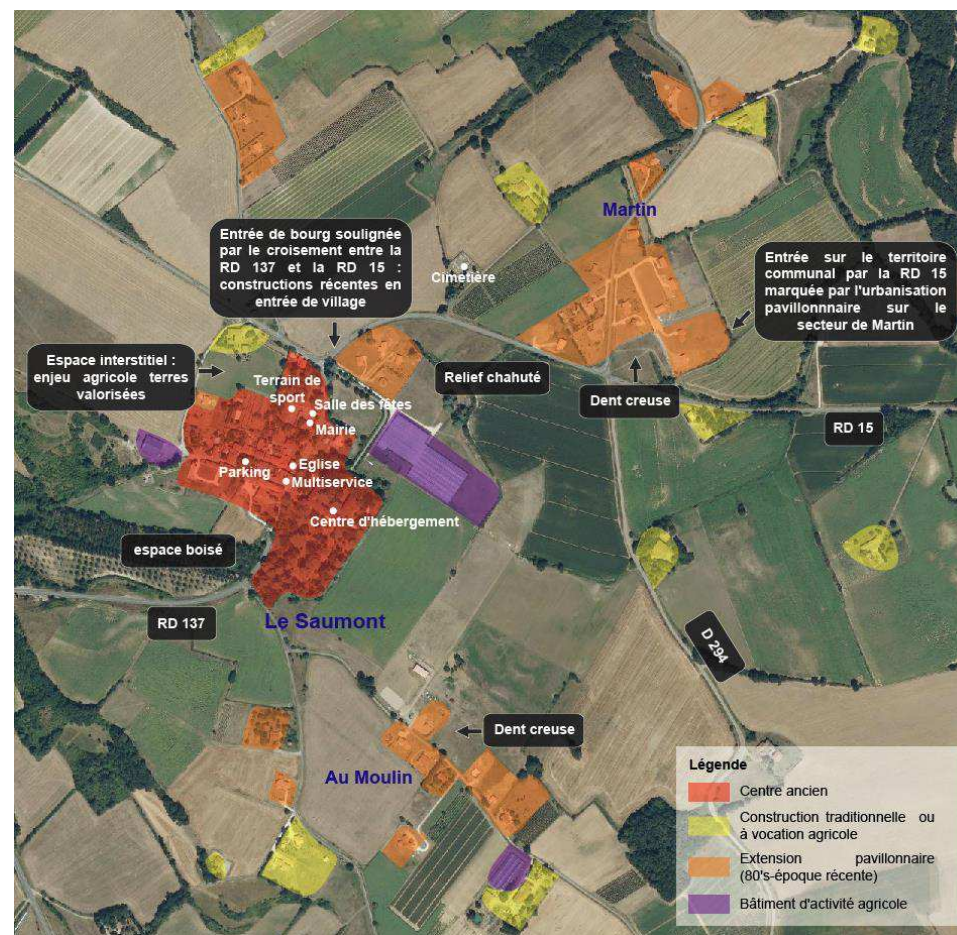 Martin
Entrée de bourg soulignée
par le croisement entre la
RD 137 et la RD 15 :
constructions récentes en
entrée de village
Cimetière
Entrée sur le territoire
communal par la RD 15
marquée par l'urbanisation
pavillonnnaire sur le
secteur de Martin
Espace interstitiel :
enjeu agricole terres
valorisées
Relief chahuté
Dent creuse
RD 15
Terrain de
sport
Salle des fêtes
Mairie
Parking
Eglise
Multiservice
Centre d'hébergement
espace boisé
RD 137
Le Saumont
D 294
Dent creuse
Au Moulin
Légende
Centre ancien
Construction traditionnelle ou
à vocation agricole
Extension pavillonnaire
(80's-époque récente)
Bâtiment d'activité agricole